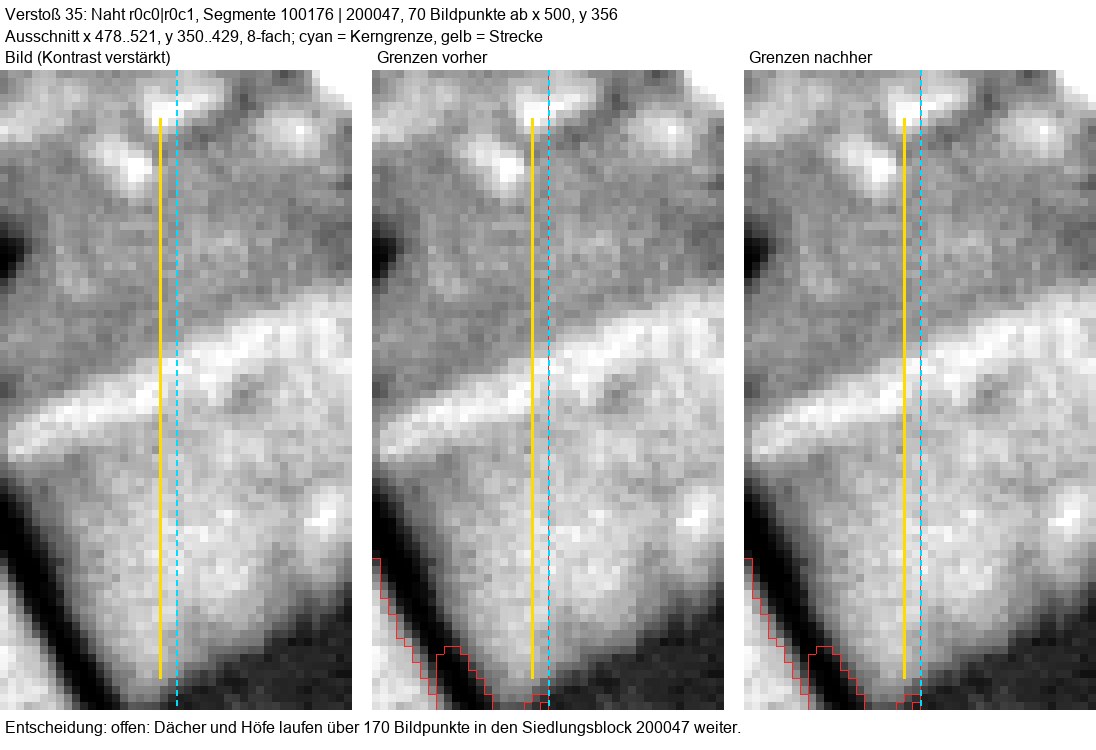 Verstoß 35: Naht r0c0|r0c1, Segmente 100176 | 200047, 70 Bildpunkte ab x 500, y 356
Ausschnitt x 478..521, y 350..429, 8-fach; cyan = Kerngrenze, gelb = Strecke
Bild (Kontrast verstärkt) Grenzen vorher Grenzen nachher
Entscheidung: offen: Dächer und Höfe laufen über 170 Bildpunkte in den Siedlungsblock 200047 weiter.